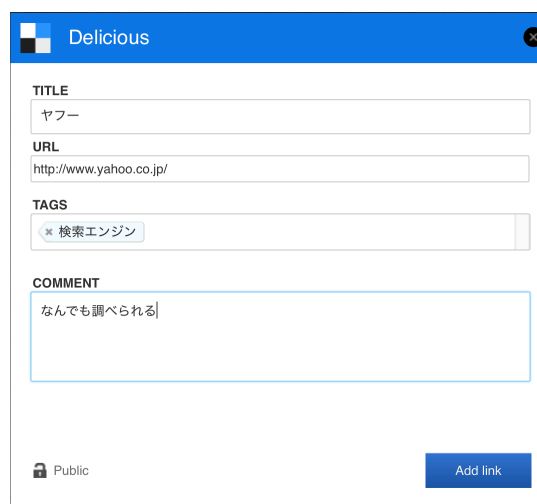 Delicious
TITLE
ヤフー
URL
http://www.yahoo.co.jp/
TAGS
検索エンジン
COMMENT
なんでも調べられる
Public
Add link